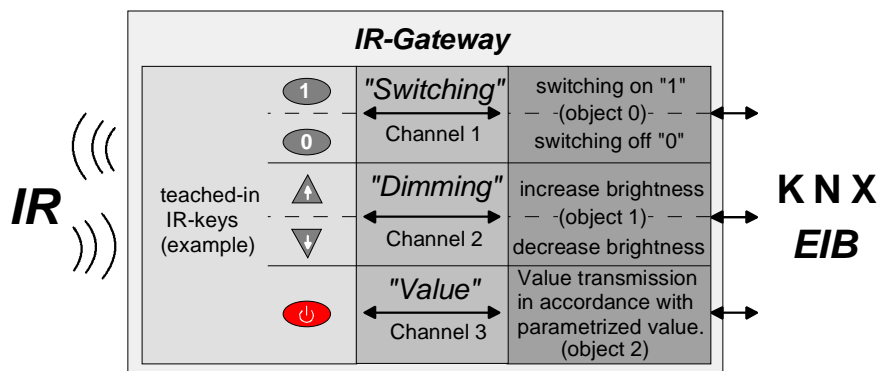 IR-Gateway
IR
teached-in
IR-keys
(example)
1
0
"Switching"
Channel 1
switching on "1"
(object 0)
switching off "0"
"Dimming"
Channel 2
increase brightness
(object 1)
decrease brightness
"Value"
Channel 3
Value transmission
in accordance with
parametrized value.
(object 2)
KNX
EIB